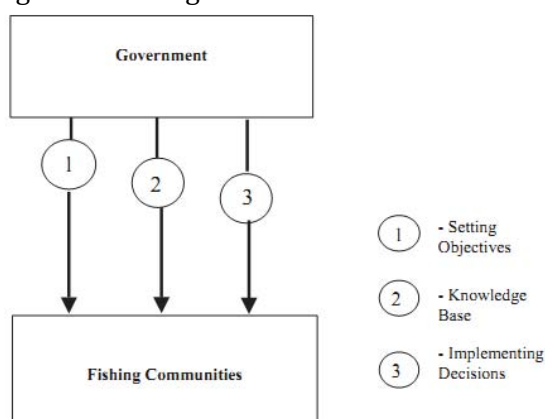 Government
1
2
3
Fishing Communities
1 - Setting
Objectives
2 - Knowledge
Base
3 - Implementing
Decisions